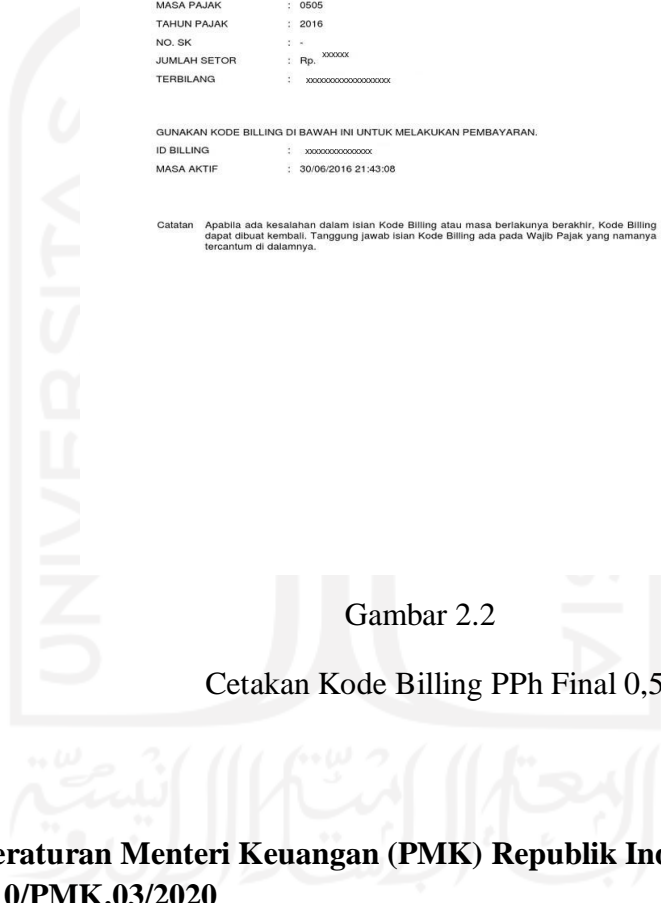 MASA PAJAK : 0505
TAHUN PAJAK : 2016
NO. SK : -
JUMLAH SETOR : Rp. xxxxxx
TERBILANG : xxxxxxxxxxxxxxxxxx
GUNAKAN KODE BILLING DI BAWAH INI UNTUK MELAKUKAN PEMBAYARAN.
ID BILLING : xxxxxxxxxxxxxx
MASA AKTIF : 30/06/2016 21:43:08
Catatan Apabila ada kesalahan dalam isian Kode Billing atau masa berlakunya berakhir, Kode Billing
dapat dibuat kembali. Tanggung jawab isian Kode Billing ada pada Wajib Pajak yang namanya
tercantum di dalamnya.
Gambar 2.2
Cetakan Kode Billing PPh Final 0,5
eraturan Menteri Keuangan (PMK) Republik Ind
0/PMK.03/2020